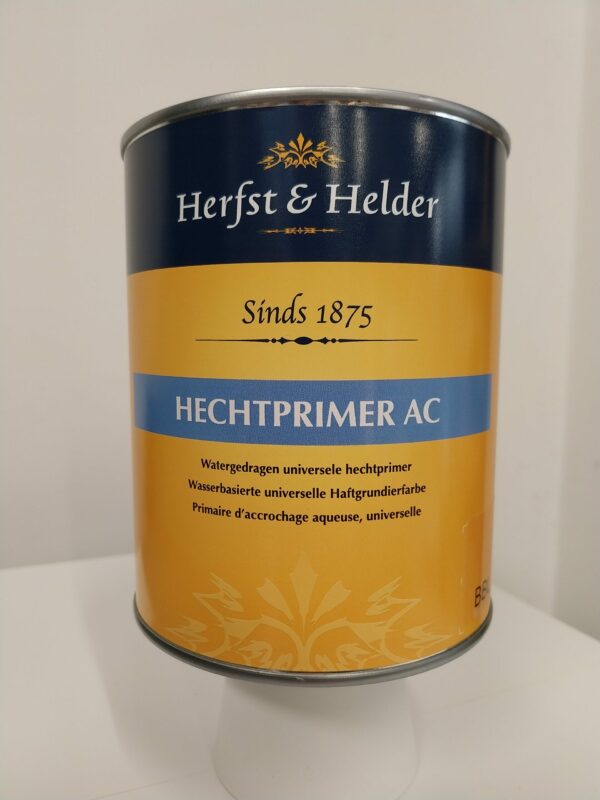 Herfst & Helder
Sinds 1875
HECHTPRIMER AC
Watergedragen universele hechtprimer
Wasserbasierte universelle Haftgrundierfarbe
Primaire d'accrochage aqueuse, universelle